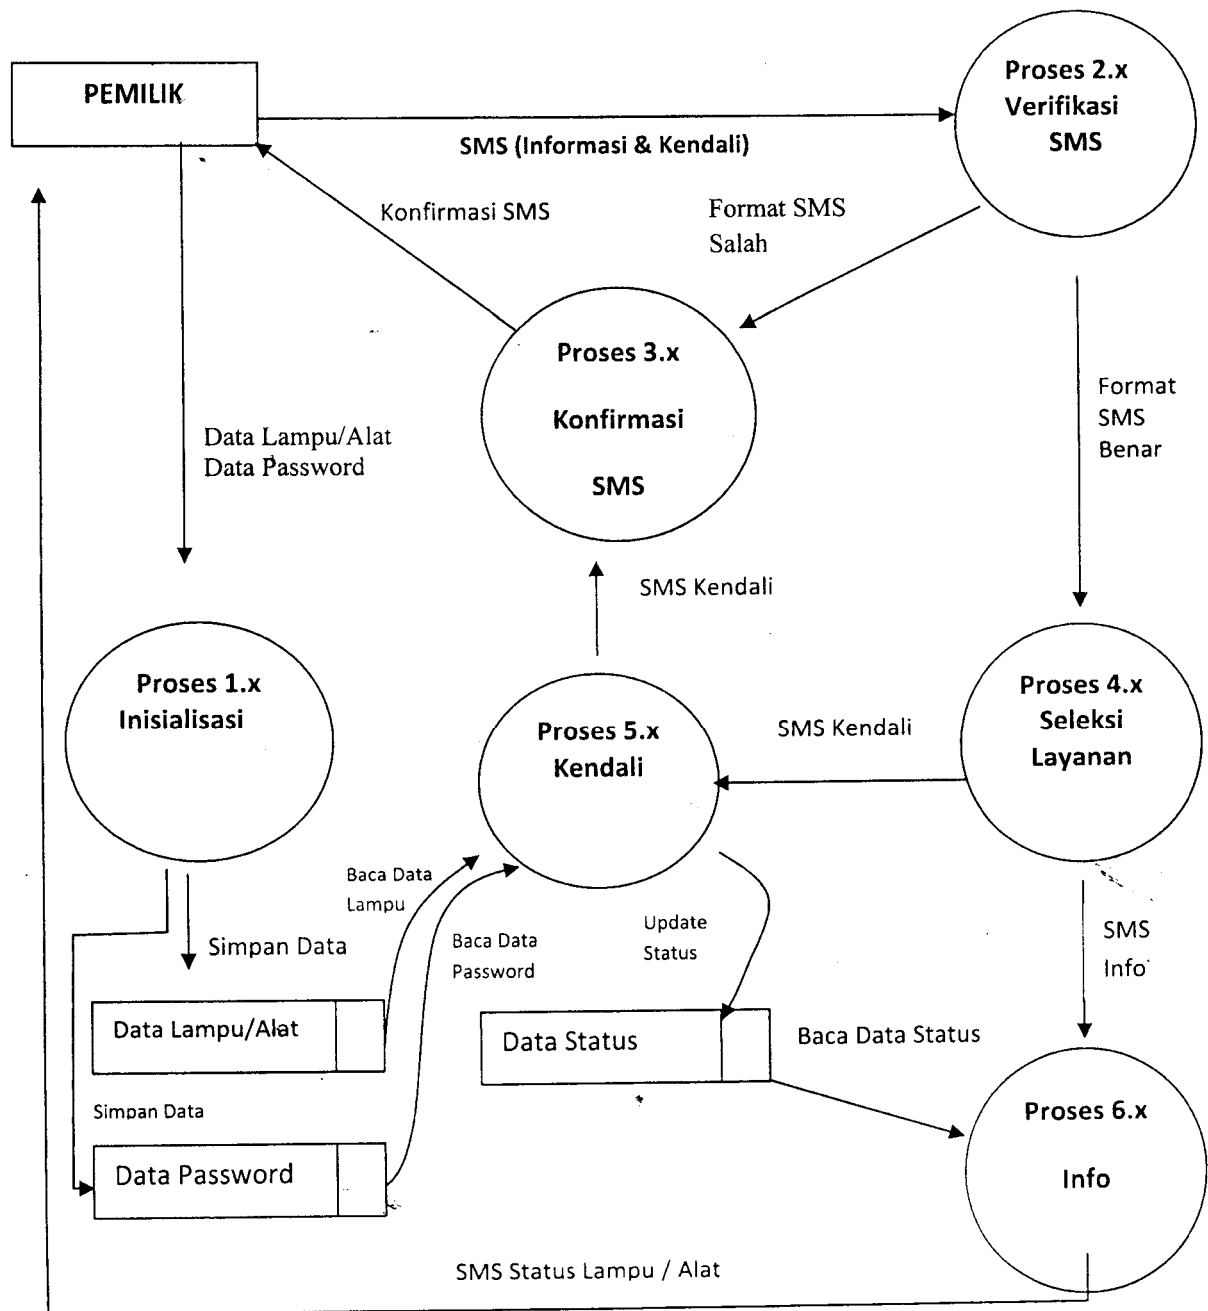 PEMILIK
Proses 2.x
Verifikasi
SMS
SMS (Informasi & Kendali)
Konfirmasi SMS
Format SMS
Salah
Proses 3.x
Konfirmasi
SMS
Format
SMS
Benar
Data Lampu/Alat
Data Password
SMS Kendali
Proses 1.x
Inisialisasi
Proses 5.x
Kendali
SMS Kendali
Proses 4.x
Seleksi
Layanan
Baca Data
Lampu
Baca Data
Password
Update
Status
SMS
Info
Simpan Data
Data Lampu/Alat
Data Status
Baca Data Status
Simpan Data
Data Password
Proses 6.x
Info
SMS Status Lampu / Alat